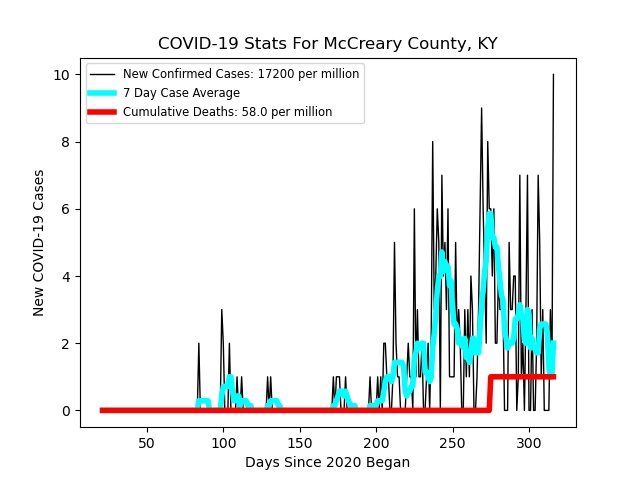 COVID-19 Stats For McCreary County, KY
New Confirmed Cases: 17200 per million
7 Day Case Average
Cumulative Deaths: 58.0 per million
New COVID-19 Cases
10
8
6
4
2
0
50 100 150 200 250 300
Days Since 2020 Began